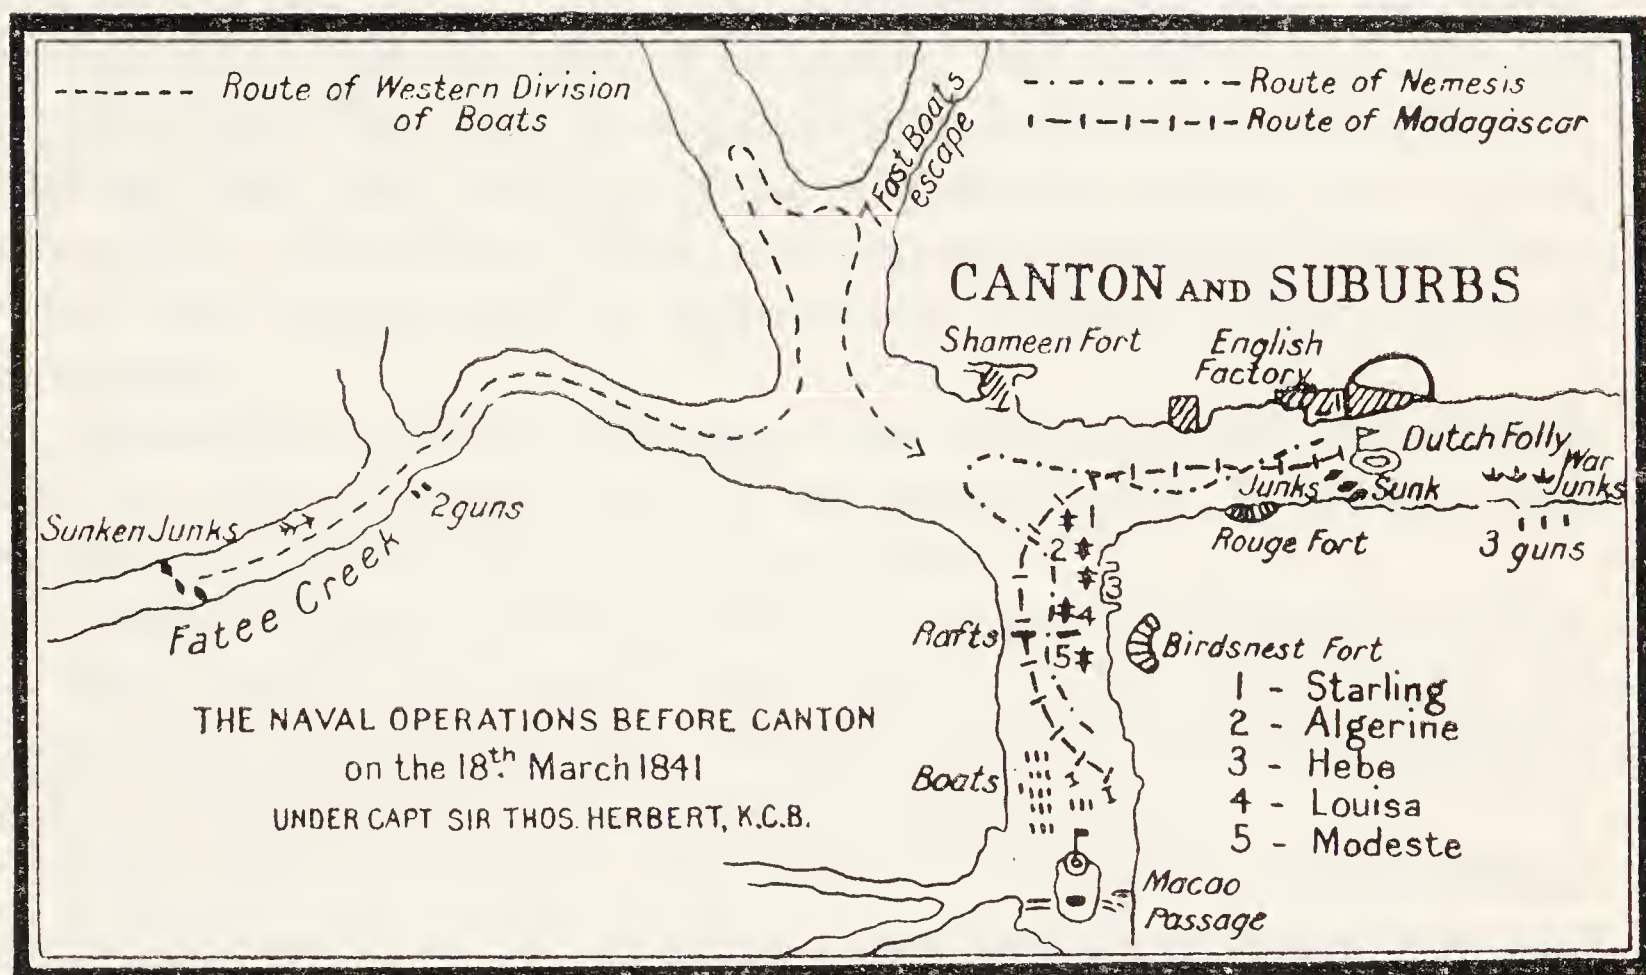 Route of Western Division
of Boats
Route of Nemesis
Route of Madagascar
Fast Boats
escape
CANTON AND SUBURBS
Shameen Fort
English
Factory
Dutch Folly
War
Junks
Junks Sunk
Rouge Fort
3 guns
Sunken Junks
2 guns
Fatee Creek
2
3
4
5
Rafts
Birdsnest Fort
1 - Starling
2 - Algerine
3 - Hebe
4 - Louisa
5 - Modeste
THE NAVAL OPERATIONS BEFORE CANTON
on the 18th. March 1841
UNDER CAPT SIR THOS. HERBERT, K.C.B.
Boats
Macao
Passage